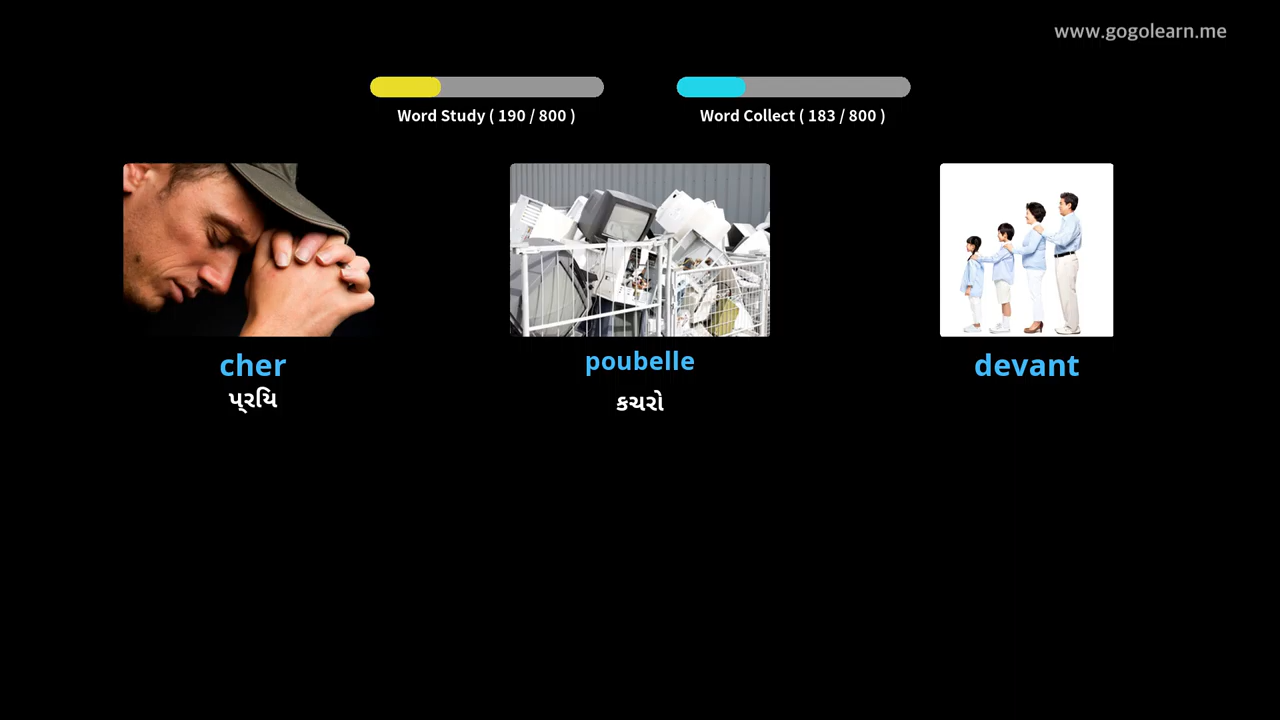 www.gogolearn.me
Word Study ( 190 / 800 )
Word Collect ( 183 / 800 )
cher
પ્રિય
poubelle
કચરો
devant